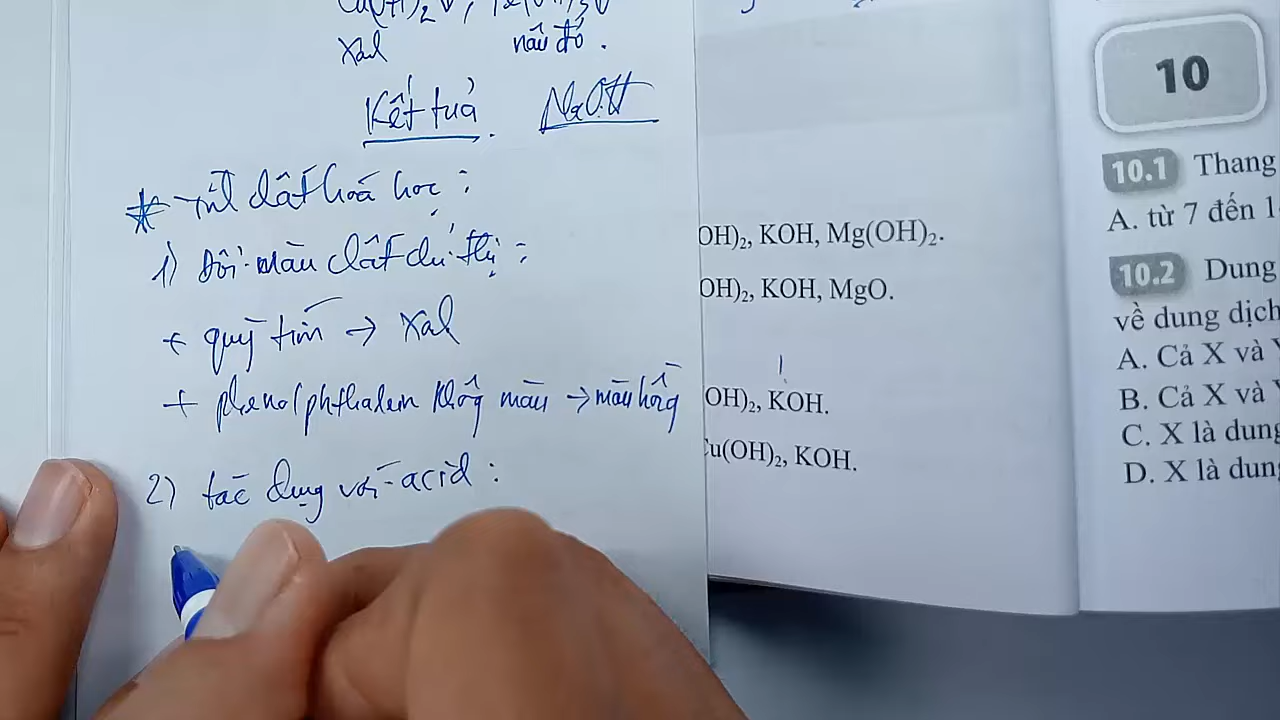 xanh
nâu đỏ.
Kết tủa. NaOH
* Tính chất hoá học:
1) Đổi màu chất chỉ thị:
+ quỳ tím → xanh
+ phenolphthalein không màu → màu hồng
2) tác dụng với acid:
OH)₂, KOH, Mg(OH)₂.
OH)₂, KOH, MgO.
OH)₂, KOH.
Cu(OH)₂, KOH.
10
10.1 Thang
A. từ 7 đến 1
10.2 Dung
về dung dịch
A. Cả X và Y
B. Cả X và Y
C. X là dung
D. X là dung